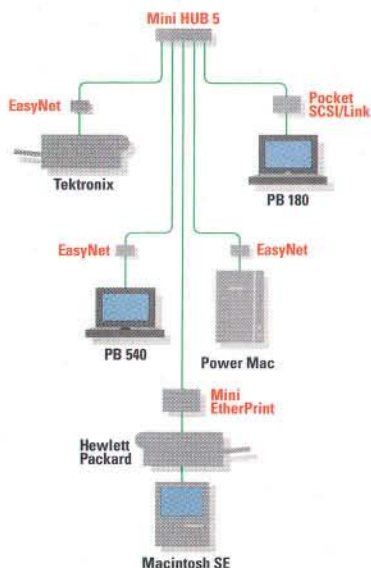 Mini HUB 5
EasyNet
Tektronix
Pocket
SCSI/Link
PB 180
EasyNet
PB 540
EasyNet
Power Mac
Mini
EtherPrint
Hewlett
Packard
Macintosh SE